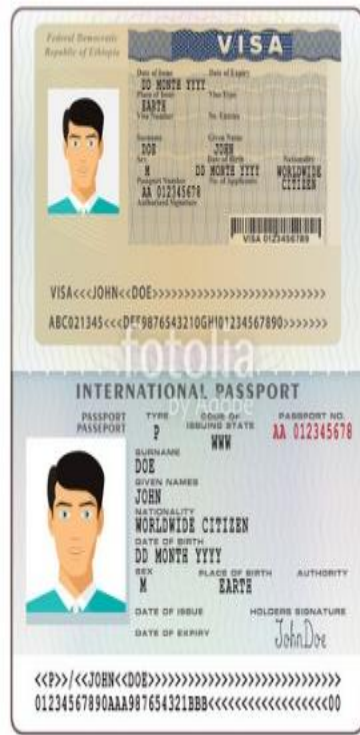 Federal Democratic
Republic of Ethiopia
VISA
Date of Issue Date of Expiry
DD MONTH YYYY
Place of Issue Visa Type
EARTH
Visa Number No. Entries
Surname Given Name
DOE JOHN
Sex Date of Birth Nationality
M DD MONTH YYYY WORLDWIDE CITIZEN
Passport Number No. of Applicants
AA 012345678
Authorized Signature
VISA 0123456789
VISA<<<JOHN<<DOE>>>>>>>>>>>>>>>>>>>>>>>>>>>
ABC021345<<<DEF9876543210GHI01234567890>>>>>>>
fotolia
by Adobe
INTERNATIONAL PASSPORT
PASSPORT TYPE CODE OF ISSUING STATE PASSPORT NO.
PASSEPORT P WWW AA 012345678
SURNAME
DOE
GIVEN NAMES
JOHN
NATIONALITY
WORLDWIDE CITIZEN
DATE OF BIRTH
DD MONTH YYYY
SEX PLACE OF BIRTH AUTHORITY
M EARTH
DATE OF ISSUE HOLDERS SIGNATURE
DATE OF EXPIRY JohnDoe
<<P>>/<<JOHN<<DOE>>>>>>>>>>>>>>>>>>>>>>>>>>>>
01234567890AAA987654321BBB<<<<<<<<<<<<<<<<<<00